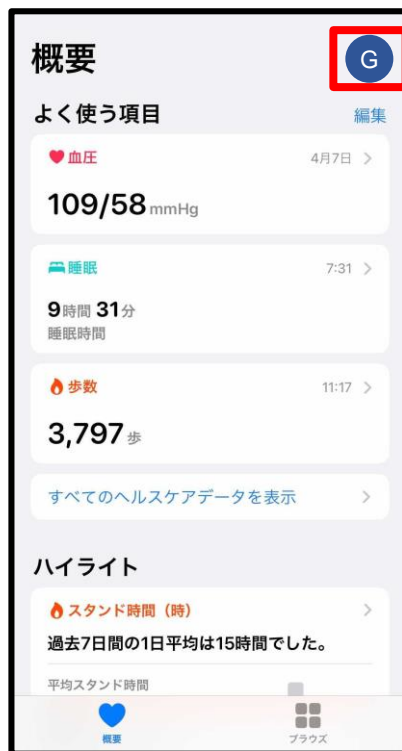 概要
G
よく使う項目 編集
血圧 4月7日
109/58 mmHg
睡眠 7:31
9時間 31分
睡眠時間
歩数 11:17
3,797 歩
すべてのヘルスケアデータを表示
ハイライト
スタンド時間（時）
過去7日間の1日平均は15時間でした。
平均スタンド時間
概要 ブラウズ